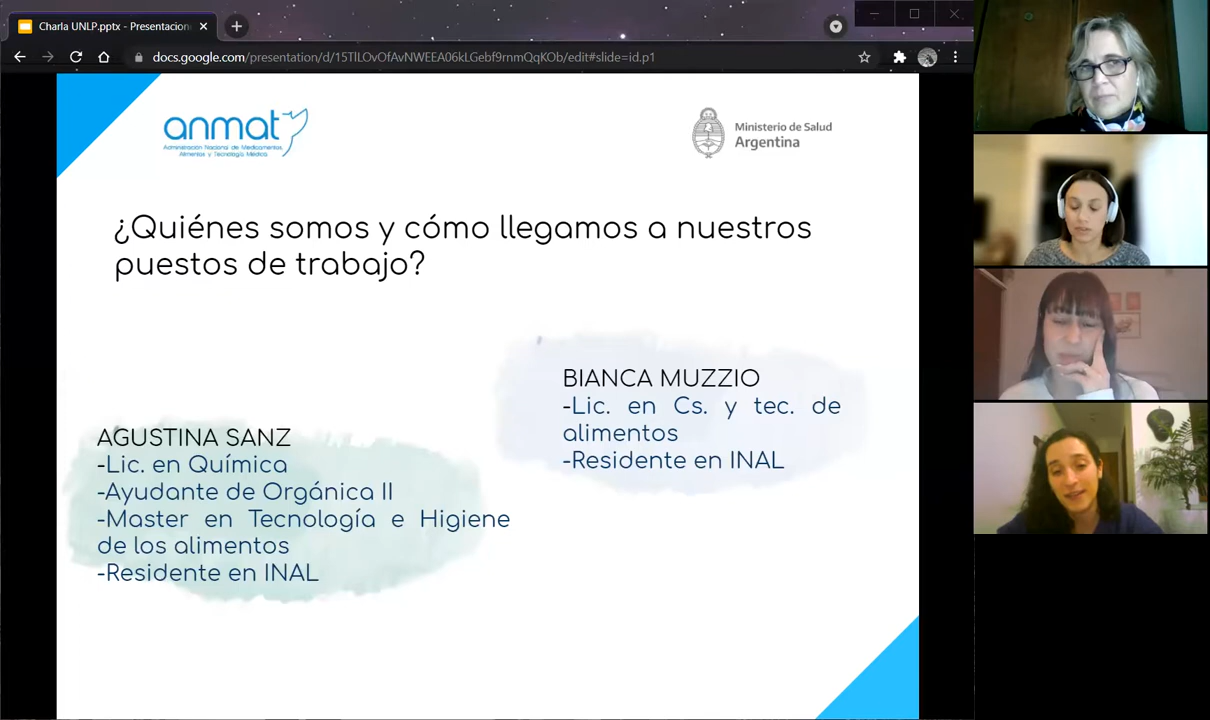 Charla UNLP.pptx - Presentacion
docs.google.com/presentation/d/15TlLOvOfAvNWEEA06kLGebf9rnmQqKOb/edit#slide=id.p1
anmat
Administración Nacional de Medicamentos,
Alimentos y Tecnología Médica
Ministerio de Salud
Argentina
¿Quiénes somos y cómo llegamos a nuestros
puestos de trabajo?
BIANCA MUZZIO
-Lic. en Cs. y tec. de
alimentos
-Residente en INAL
AGUSTINA SANZ
-Lic. en Química
-Ayudante de Orgánica II
-Master en Tecnología e Higiene
de los alimentos
-Residente en INAL